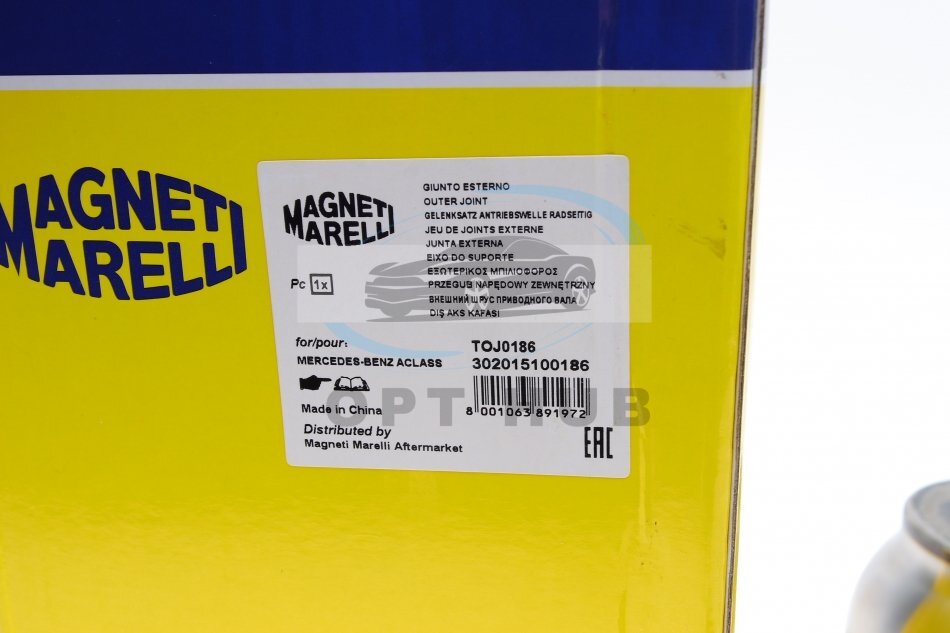 MAGNETI
MARELLI
MAGNETI
MARELLI
GIUNTO ESTERNO
OUTER JOINT
GELENKSATZ ANTRIEBSWELLE RADSEITIG
JEU DE JOINTS EXTERNE
JUNTA EXTERNA
EIXO DO SUPORTE
ΕΞΩΤΕΡΙΚΟΣ ΜΠΙΛΙΟΦΟΡΟΣ
PRZEGUB NAPĘDOWY ZEWNĘTRZNY
ВНЕШНИЙ ШРУС ПРИВОДНОГО ВАЛА
DIŞ AKS KAFASI
Pc 1x
for/pour:
MERCEDES-BENZ ACLASS
TOJ0186
302015100186
8 001063 891972
Made in China
Distributed by
Magneti Marelli Aftermarket
EAC
OPT HUB